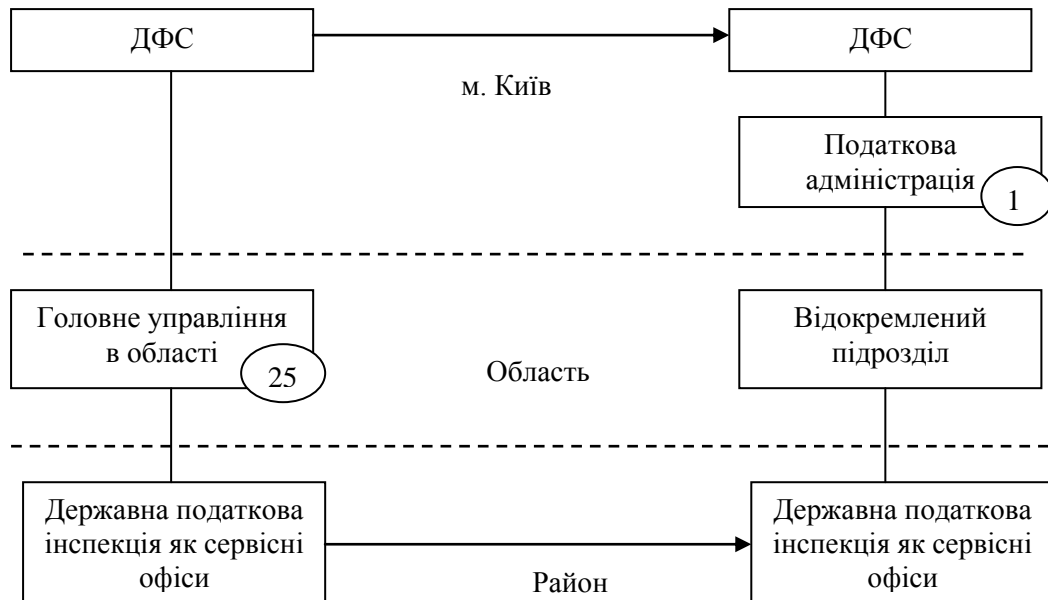 ДФС
ДФС
м. Київ
Податкова
адміністрація
1
Головне управління
в області
25
Область
Відокремлений
підрозділ
Державна податкова
інспекція як сервісні
офіси
Район
Державна податкова
інспекція як сервісні
офіси